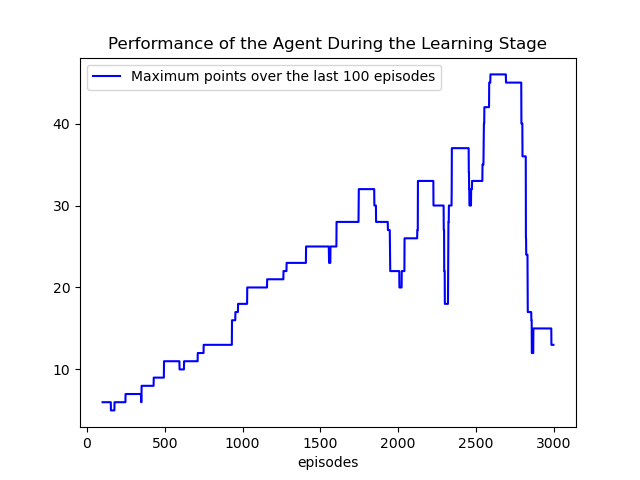 Performance of the Agent During the Learning Stage
Maximum points over the last 100 episodes
40
30
20
10
0 500 1000 1500 2000 2500 3000
episodes